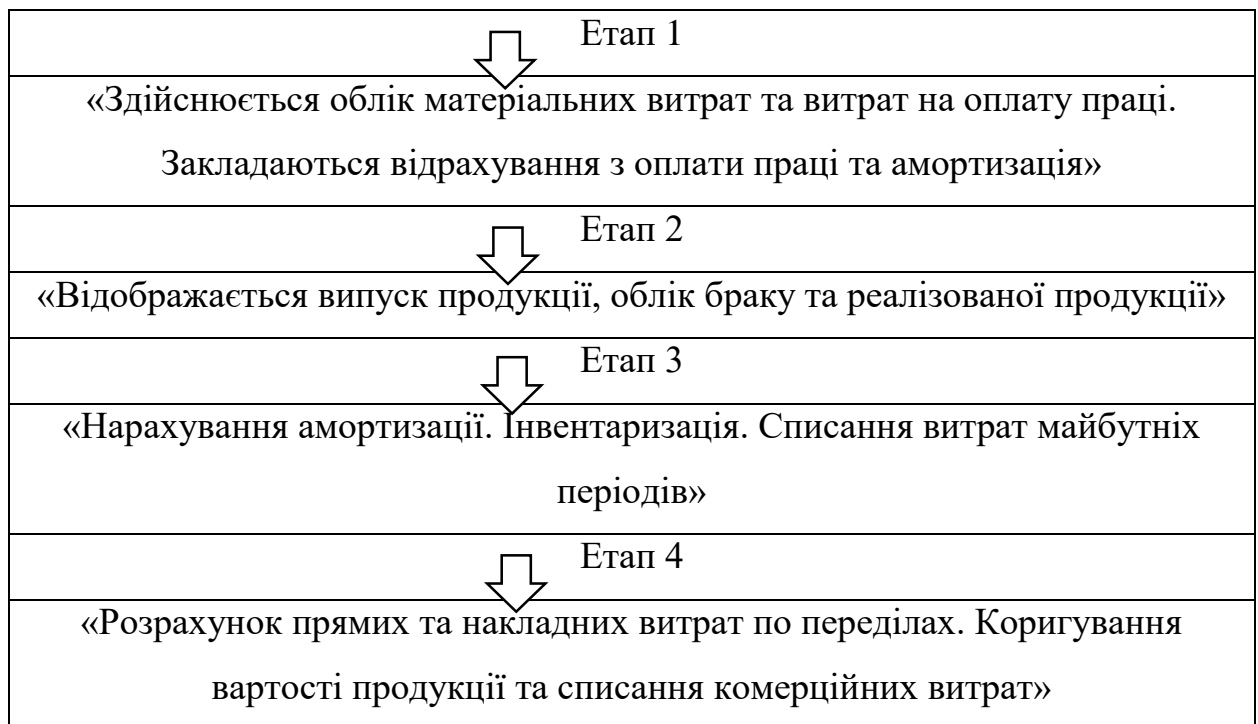 Етап 1
«Здійснюється облік матеріальних витрат та витрат на оплату праці.
Закладаються відрахування з оплати праці та амортизація»
Етап 2
«Відображається випуск продукції, облік браку та реалізованої продукції»
Етап 3
«Нарахування амортизації. Інвентаризація. Списання витрат майбутніх
періодів»
Етап 4
«Розрахунок прямих та накладних витрат по переділах. Коригування
вартості продукції та списання комерційних витрат»